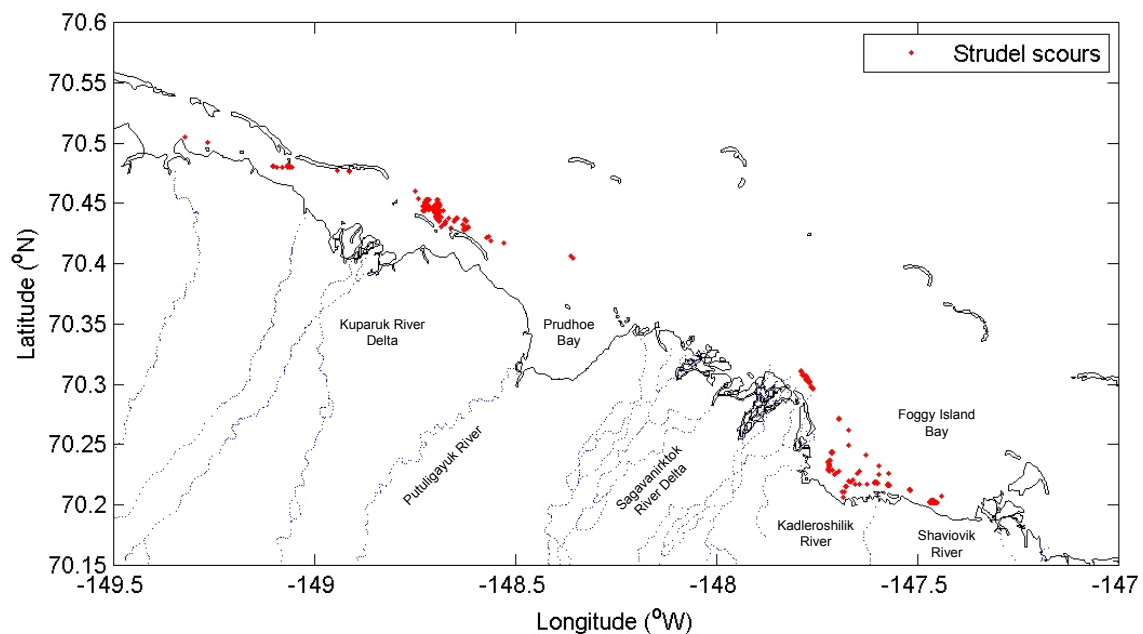 70.6
70.55
70.5
70.45
70.4
70.35
70.3
70.25
70.2
70.15
Latitude (ºN)
Strudel scours
Kuparuk River
Delta
Prudhoe
Bay
Putuligayuk River
Sagavanirktok
River Delta
Foggy Island
Bay
Kadleroshilik
River
Shaviovik
River
-149.5 -149 -148.5 -148 -147.5 -147
Longitude (ºW)